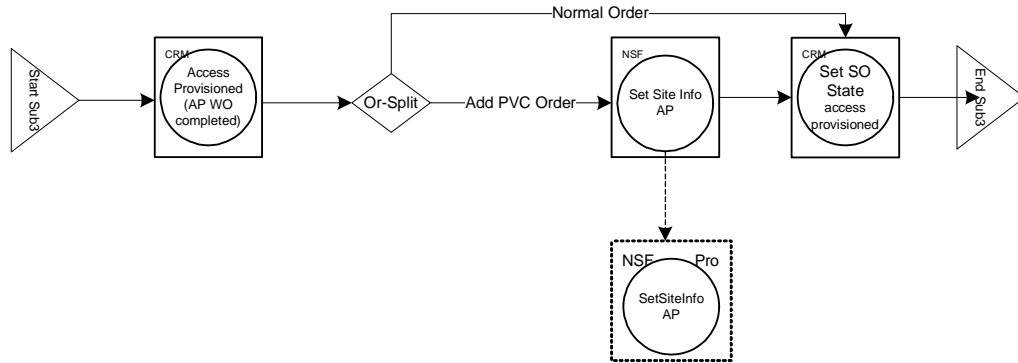 Normal Order
Start Sub3
CRM
Access
Provisioned
(AP WO
completed)
Or-Split
Add PVC Order
NSF
Set Site Info
AP
CRM
Set SO
State
access
provisioned
End Sub3
NSF Pro
SetSiteInfo
AP